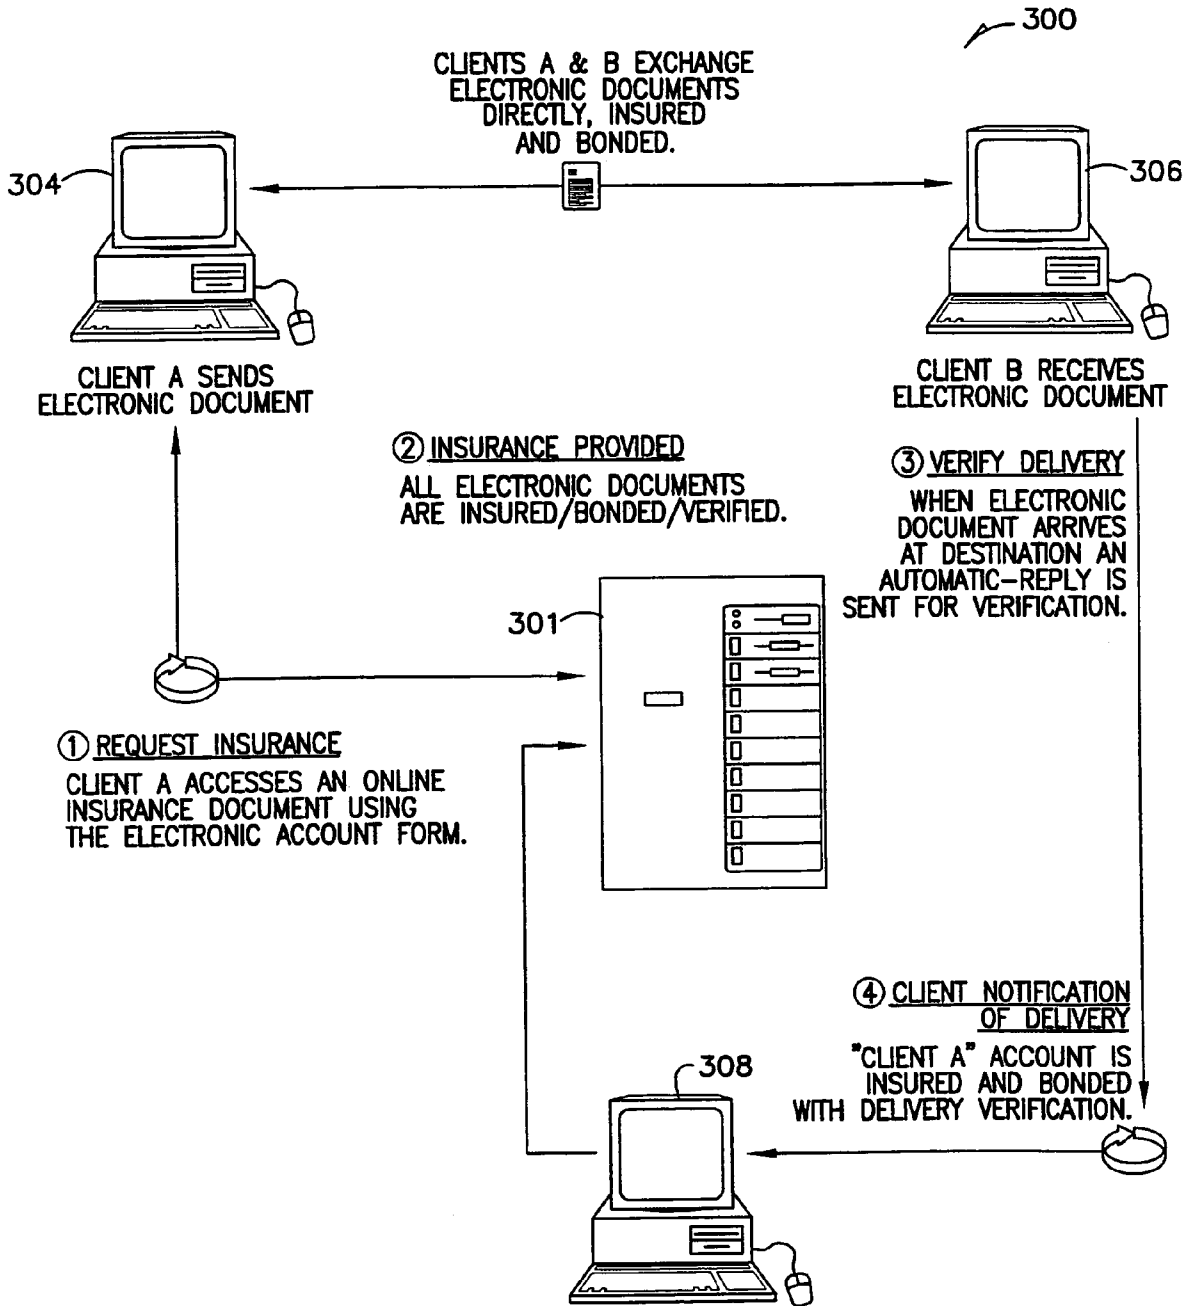 300
CLIENTS A & B EXCHANGE
ELECTRONIC DOCUMENTS
DIRECTLY, INSURED
AND BONDED.
304
306
CLIENT A SENDS
ELECTRONIC DOCUMENT
CLIENT B RECEIVES
ELECTRONIC DOCUMENT
② INSURANCE PROVIDED
ALL ELECTRONIC DOCUMENTS
ARE INSURED/BONDED/VERIFIED.
③ VERIFY DELIVERY
WHEN ELECTRONIC
DOCUMENT ARRIVES
AT DESTINATION AN
AUTOMATIC-REPLY IS
SENT FOR VERIFICATION.
301
① REQUEST INSURANCE
CLIENT A ACCESSES AN ONLINE
INSURANCE DOCUMENT USING
THE ELECTRONIC ACCOUNT FORM.
④ CLIENT NOTIFICATION
OF DELIVERY
"CLIENT A" ACCOUNT IS
INSURED AND BONDED
WITH DELIVERY VERIFICATION.
308